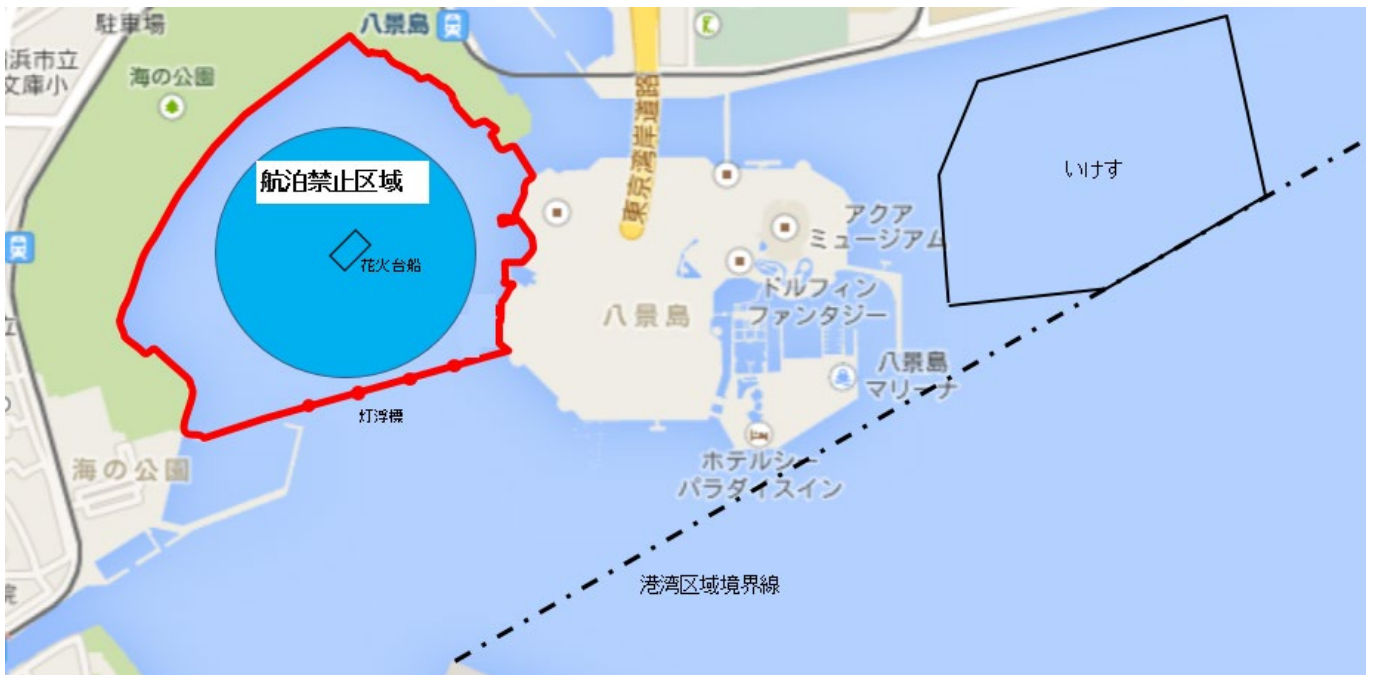 駐車場
八景島
浜市立
文庫小
海の公園
航泊禁止区域
花火台船
東京湾岸道路
いけす
アクア
ミュージアム
ドルフィン
ファンタジー
八景島
八景島
マリーナ
灯浮標
海の公園
ホテルシー
パラダイスイン
港湾区域境界線
院